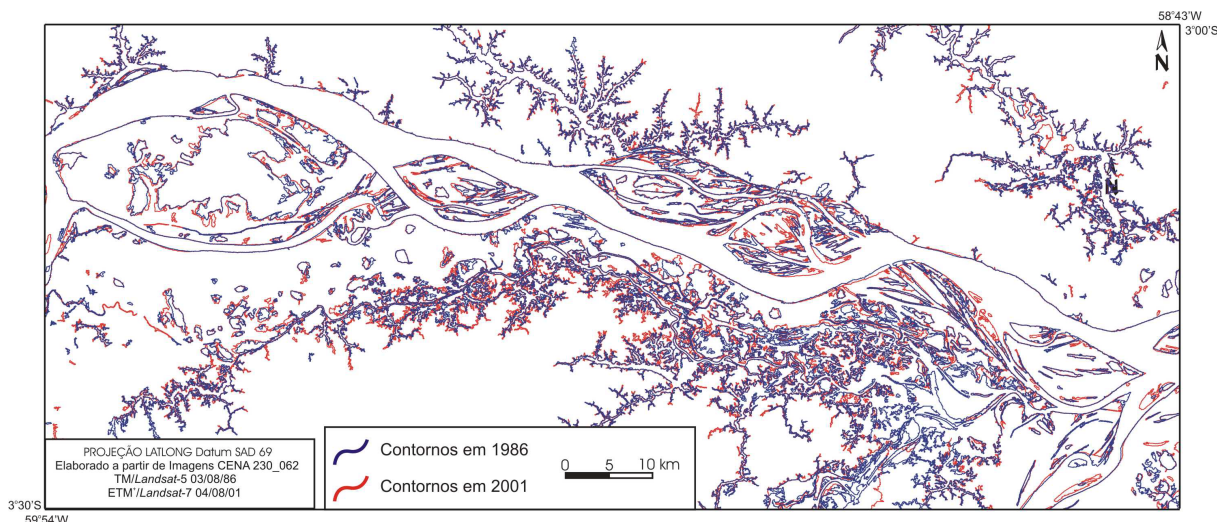 58°43'W
3°00'S
N
N
PROJEÇÃO LATLONG Datum SAD 69
Elaborado a partir de Imagens CENA 230_062
TM/Landsat-5 03/08/86
ETM+/Landsat-7 04/08/01
Contornos em 1986
Contornos em 2001
0 5 10 km
3°30'S
59°54'W